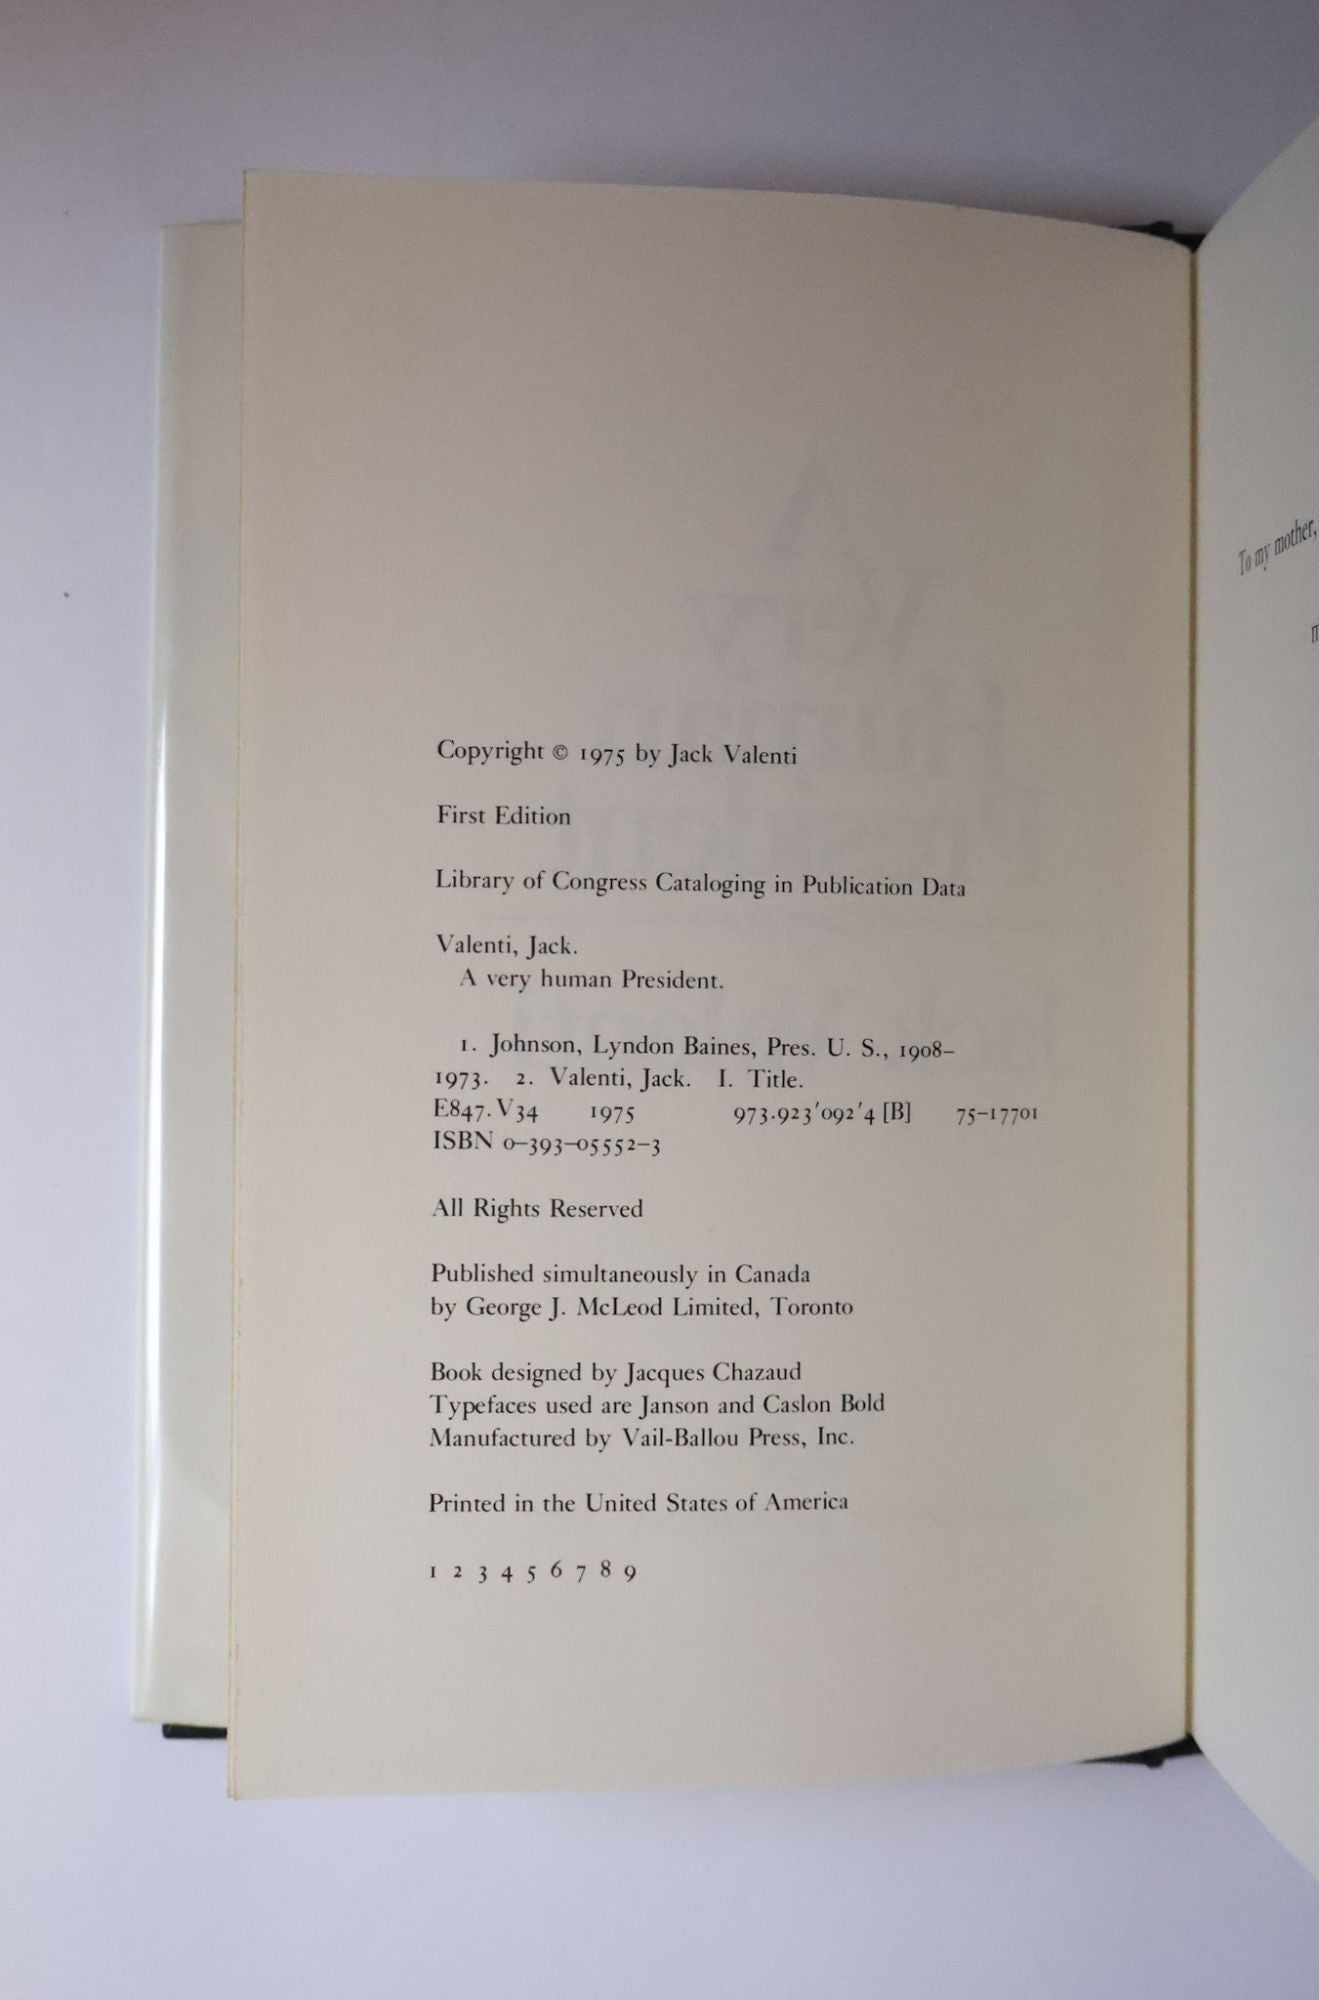 Copyright © 1975 by Jack Valenti
First Edition
Library of Congress Cataloging in Publication Data
Valenti, Jack.
A very human President.
1. Johnson, Lyndon Baines, Pres. U. S., 1908–
1973. 2. Valenti, Jack. I. Title.
E847.V34 1975 973.923′092′4 [B] 75–17701
ISBN 0–393–05552–3
All Rights Reserved
Published simultaneously in Canada
by George J. McLeod Limited, Toronto
Book designed by Jacques Chazaud
Typefaces used are Janson and Caslon Bold
Manufactured by Vail-Ballou Press, Inc.
Printed in the United States of America
1 2 3 4 5 6 7 8 9
To my mother,